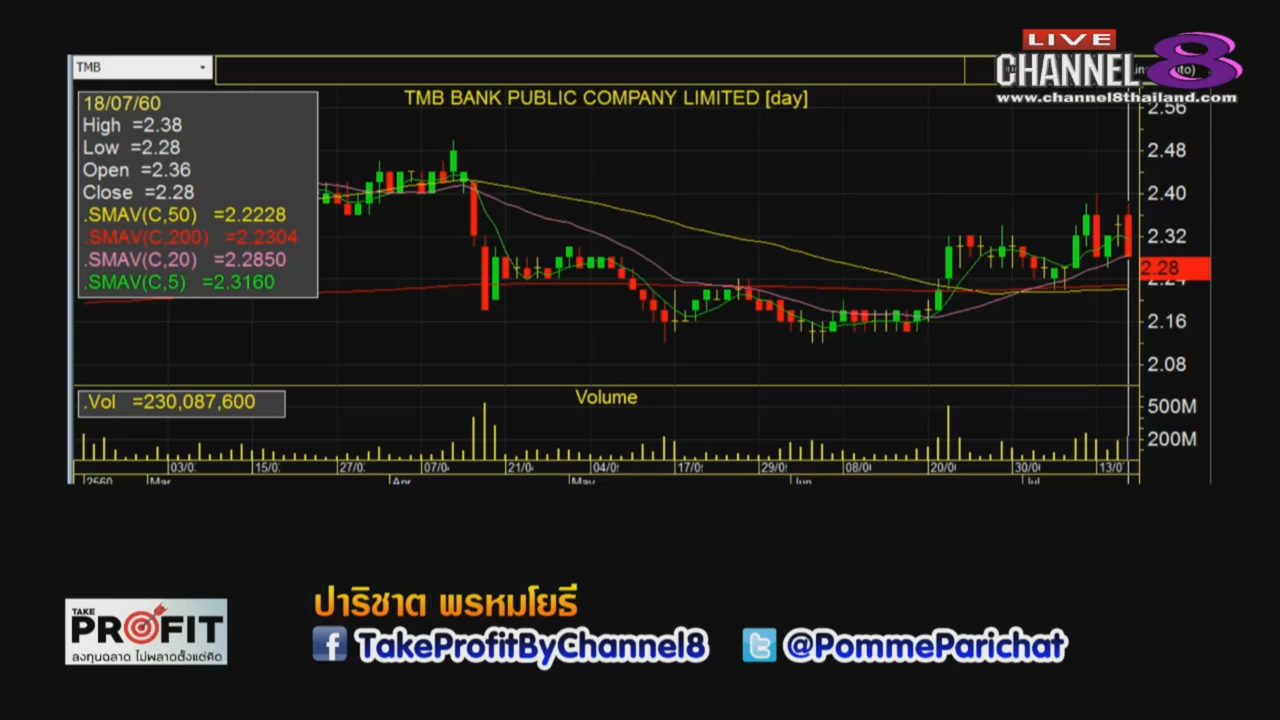 LIVE
CHANNEL 8
www.channel8thailand.com
TMB
TMB BANK PUBLIC COMPANY LIMITED [day]
18/07/60
High =2.38
Low =2.28
Open =2.36
Close =2.28
.SMAV(C,50) =2.2228
.SMAV(C,200) =2.2304
.SMAV(C,20) =2.2850
.SMAV(C,5) =2.3160
2.56
2.48
2.40
2.32
2.28
2.24
2.16
2.08
.Vol =230,087,600
Volume
500M
200M
03/0 15/0 27/0 07/0 21/0 04/0 17/0 29/0 08/0 20/0 30/0 13/0
2560 Mar Apr May Jun Jul
TAKE
PROFIT
ลงทุนฉลาด ไม่พลาดตั้งแต่คิด
ปาริชาต พรหมโยธี
TakeProfitByChannel8 @PommeParichat